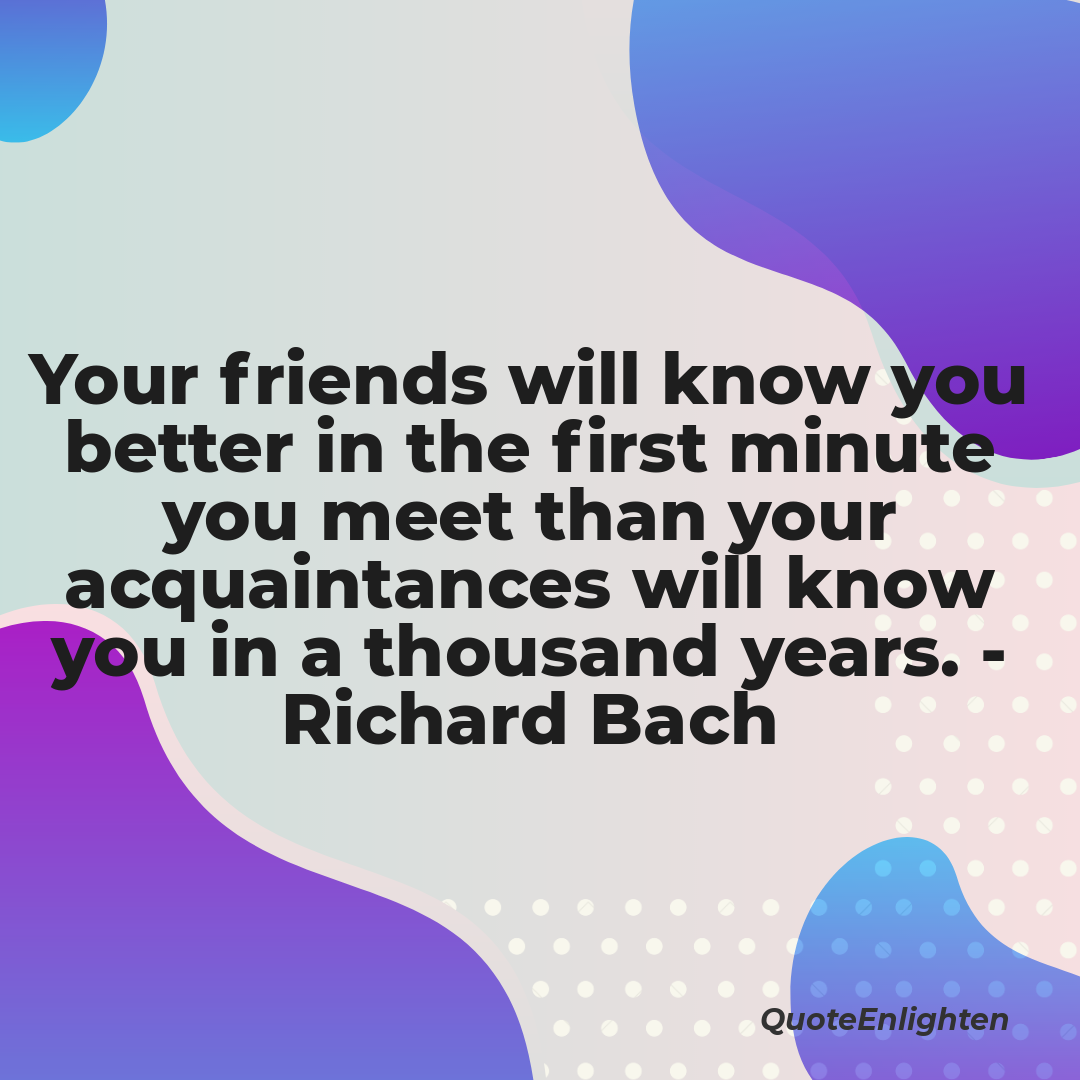 Your friends will know you
better in the first minute
you meet than your
acquaintances will know
you in a thousand years. -
Richard Bach
QuoteEnlighten